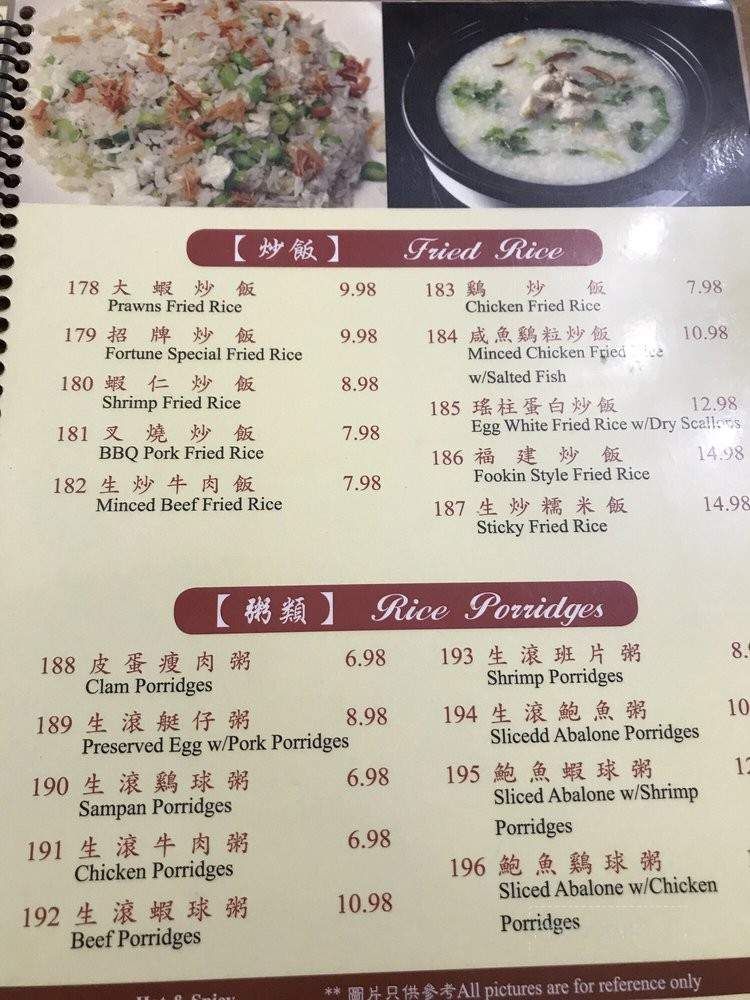 【炒飯】 Fried Rice
178 大蝦炒飯 9.98
Prawns Fried Rice
179 招牌炒飯 9.98
Fortune Special Fried Rice
180 蝦仁炒飯 8.98
Shrimp Fried Rice
181 叉燒炒飯 7.98
BBQ Pork Fried Rice
182 生炒牛肉飯 7.98
Minced Beef Fried Rice
183 鷄炒飯 7.98
Chicken Fried Rice
184 咸魚鷄粒炒飯 10.98
Minced Chicken Fried Rice
w/Salted Fish
185 瑤柱蛋白炒飯 12.98
Egg White Fried Rice w/Dry Scallops
186 福建炒飯 14.98
Fookin Style Fried Rice
187 生炒糯米飯 14.98
Sticky Fried Rice
【粥類】 Rice Porridges
188 皮蛋瘦肉粥 6.98
Clam Porridges
189 生滾艇仔粥 8.98
Preserved Egg w/Pork Porridges
190 生滾鷄球粥 6.98
Sampan Porridges
191 生滾牛肉粥 6.98
Chicken Porridges
192 生滾蝦球粥 10.98
Beef Porridges
193 生滾班片粥 8.
Shrimp Porridges
194 生滾鮑魚粥 10
Slicedd Abalone Porridges
195 鮑魚蝦球粥
Sliced Abalone w/Shrimp
Porridges
196 鮑魚鷄球粥
Sliced Abalone w/Chicken
Porridges
Hot & Spicy ** 圖片只供參考All pictures are for reference only